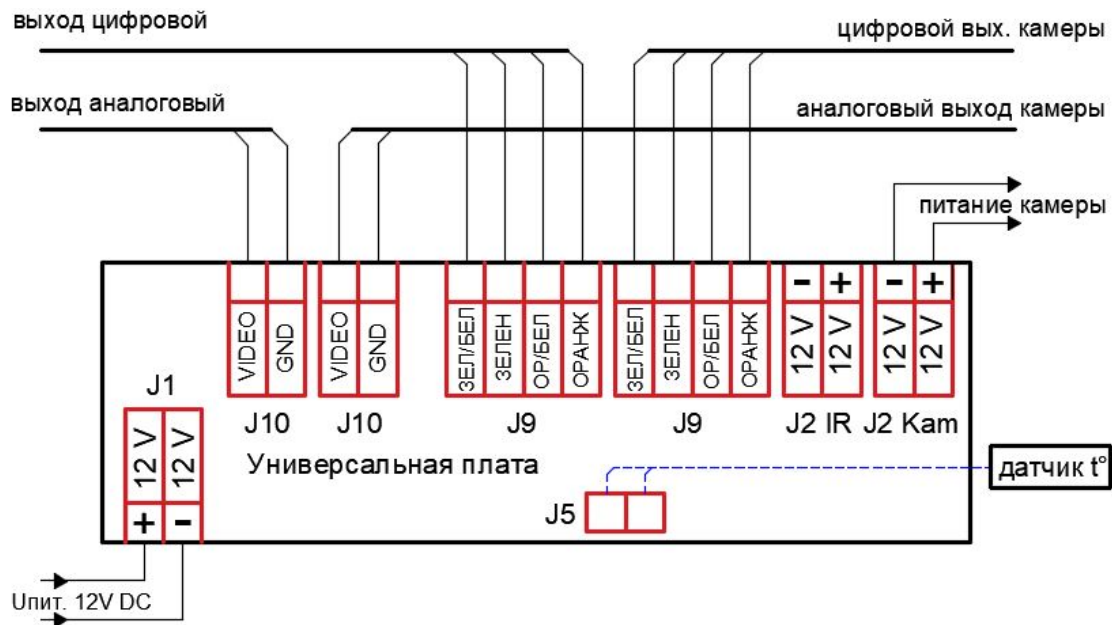 выход цифровой
цифровой вых. камеры
выход аналоговый
аналоговый выход камеры
питание камеры
- + - +
VIDEO GND VIDEO GND ЗЕЛ/БЕЛ ЗЕЛЕН ОР/БЕЛ ОРАНЖ ЗЕЛ/БЕЛ ЗЕЛЕН ОР/БЕЛ ОРАНЖ 12 V 12 V 12 V 12 V
J1
J10 J10 J9 J9 J2 IR J2 Kam
12 V 12 V
Универсальная плата
датчик t°
J5
+ -
Uпит. 12V DC